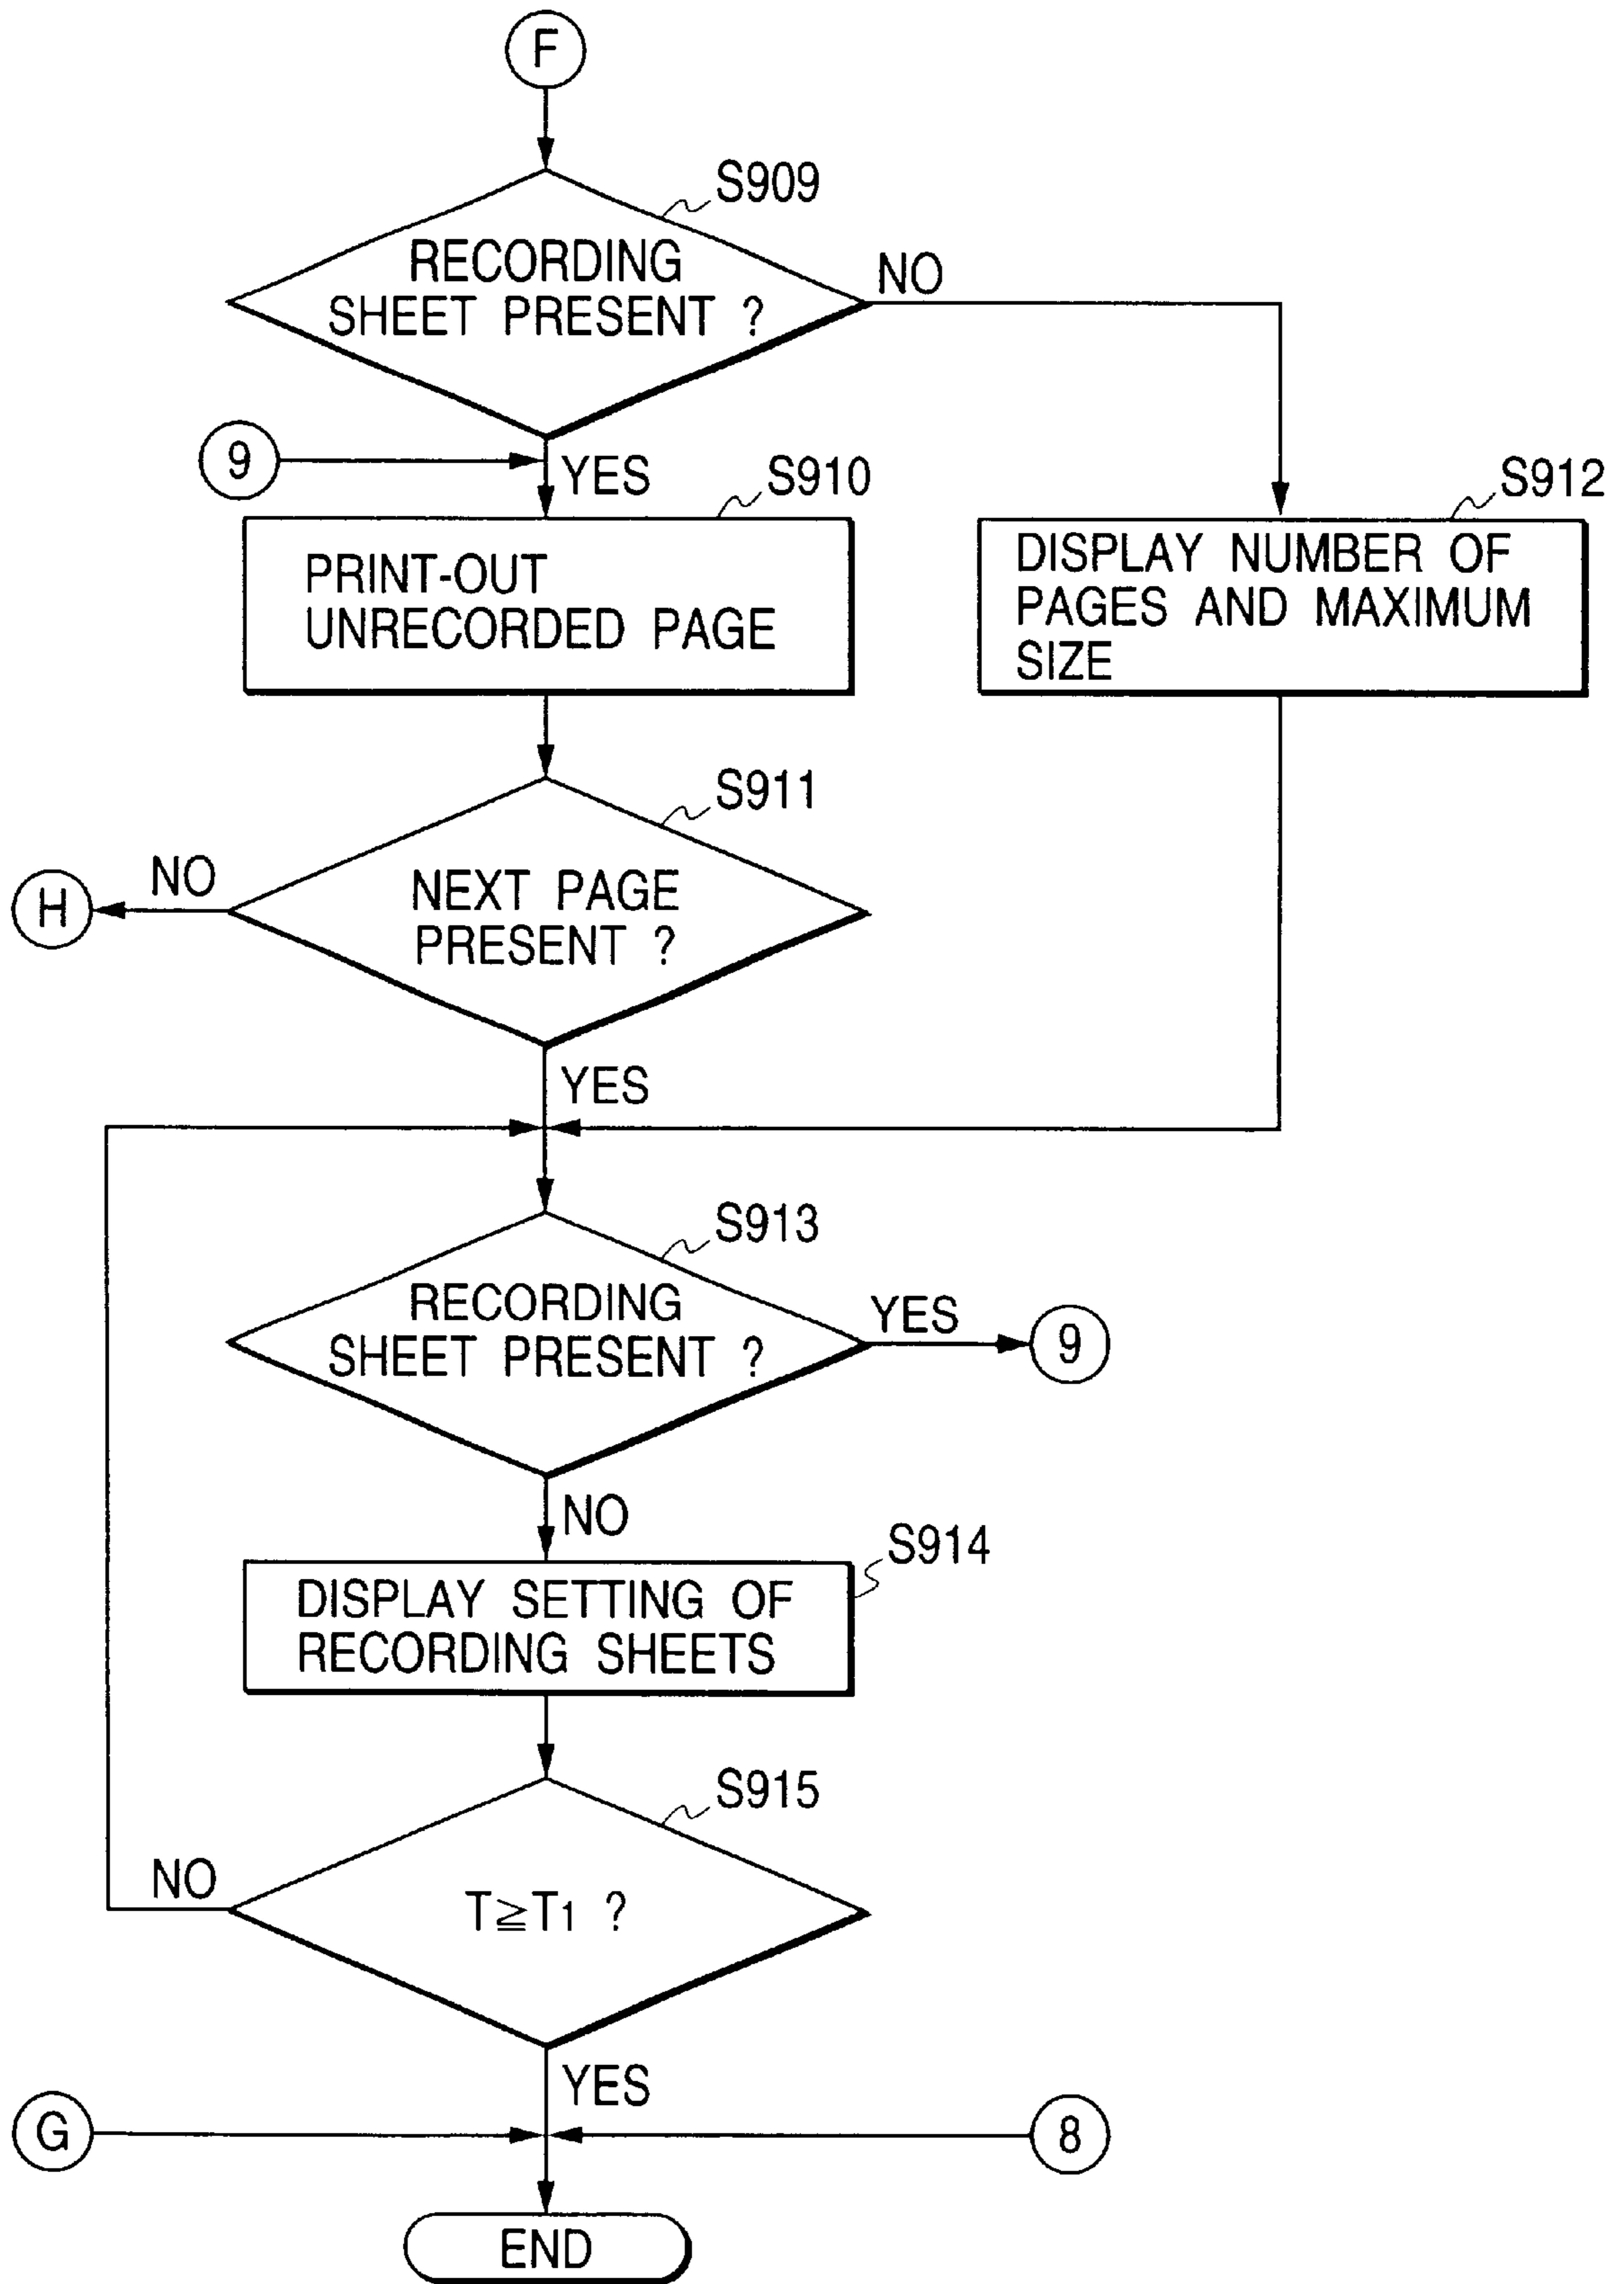 F
S909
RECORDING
SHEET PRESENT ?
NO
9
YES
S910
S912
PRINT-OUT
UNRECORDED PAGE
DISPLAY NUMBER OF
PAGES AND MAXIMUM
SIZE
S911
NO
H
NEXT PAGE
PRESENT ?
YES
S913
RECORDING
SHEET PRESENT ?
YES
9
NO
S914
DISPLAY SETTING OF
RECORDING SHEETS
S915
NO
T≧T1 ?
YES
G
8
END